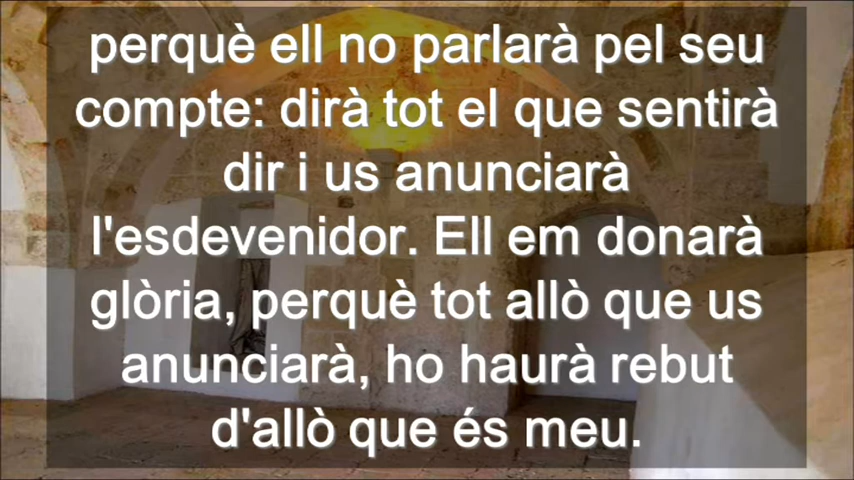 perquè ell no parlarà pel seu
compte: dirà tot el que sentirà
dir i us anunciarà
l'esdevenidor. Ell em donarà
glòria, perquè tot allò que us
anunciarà, ho haurà rebut
d'allò que és meu.